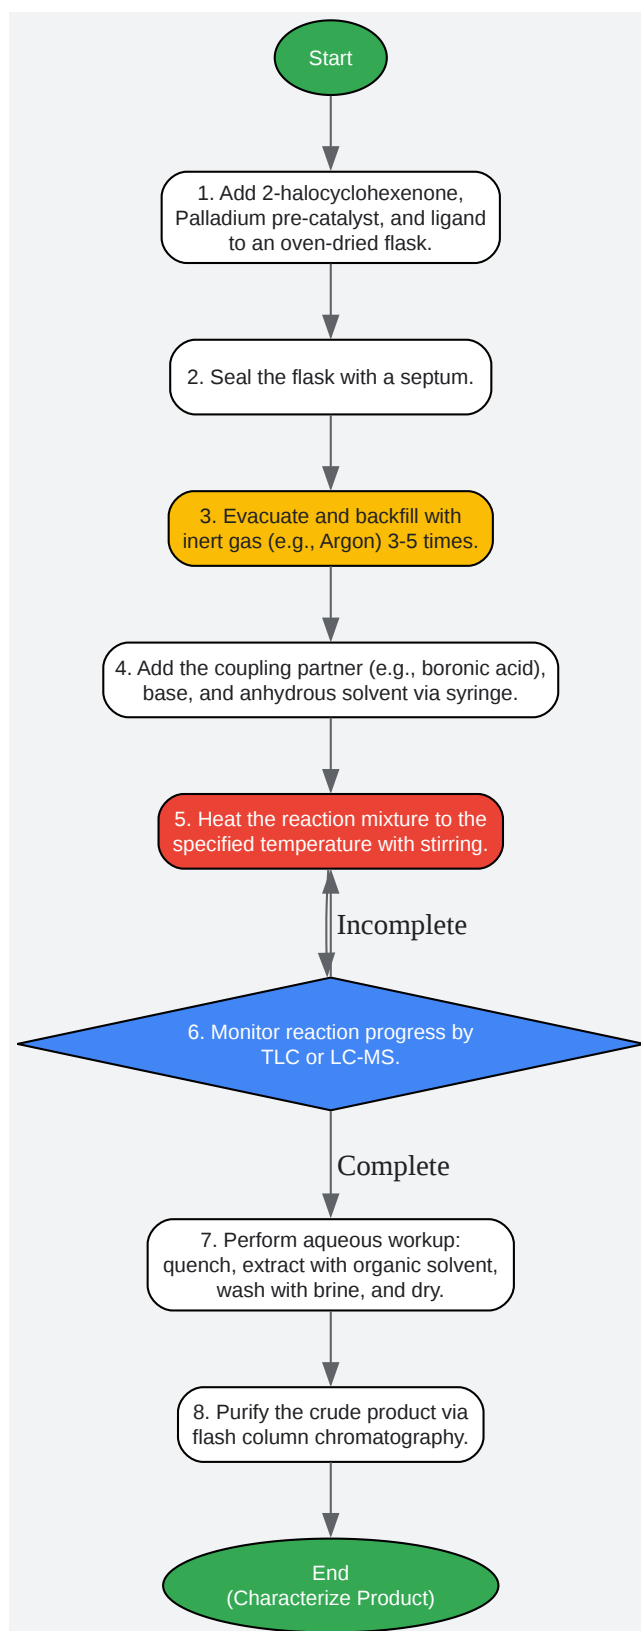 Start
1. Add 2-halocyclohexenone,
Palladium pre-catalyst, and ligand
to an oven-dried flask.
2. Seal the flask with a septum.
3. Evacuate and backfill with
inert gas (e.g., Argon) 3-5 times.
4. Add the coupling partner (e.g., boronic acid),
base, and anhydrous solvent via syringe.
5. Heat the reaction mixture to the
specified temperature with stirring.
Incomplete
6. Monitor reaction progress by
TLC or LC-MS.
Complete
7. Perform aqueous workup:
quench, extract with organic solvent,
wash with brine, and dry.
8. Purify the crude product via
flash column chromatography.
End
(Characterize Product)